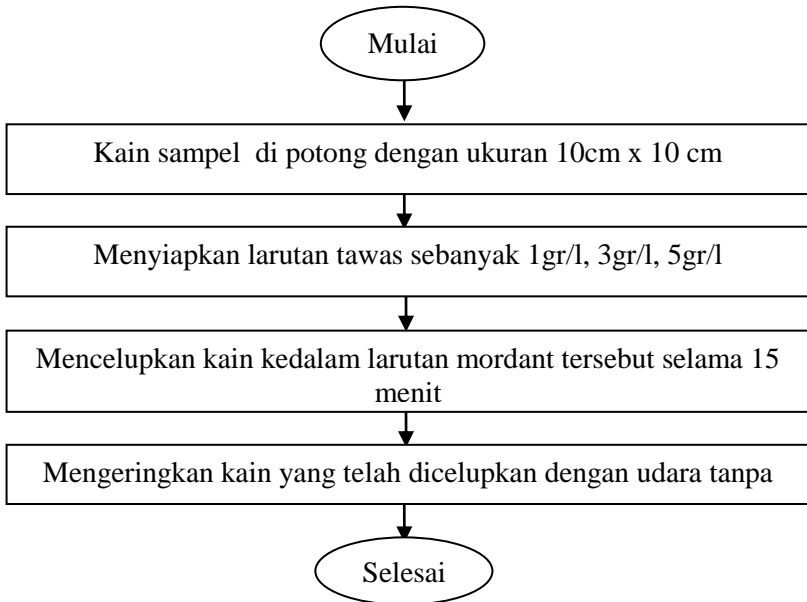 Mulai
Kain sampel di potong dengan ukuran 10cm x 10 cm
Menyiapkan larutan tawas sebanyak 1gr/l, 3gr/l, 5gr/l
Mencelupkan kain kedalam larutan mordant tersebut selama 15
menit
Mengeringkan kain yang telah dicelupkan dengan udara tanpa
Selesai